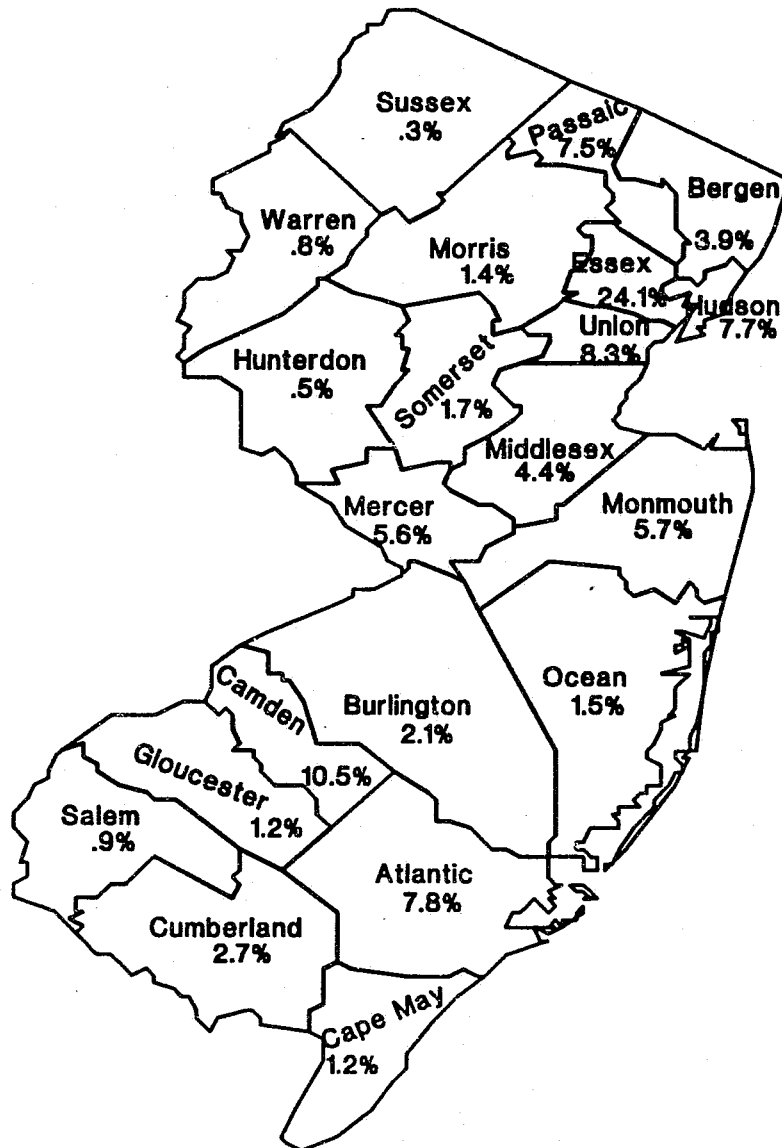 Sussex
.3%
Passaic
7.5%
Bergen
3.9%
Warren
.8%
Morris
1.4%
Essex
24.1%
Hudson
7.7%
Union
8.3%
Hunterdon
.5%
Somerset
1.7%
Middlesex
4.4%
Mercer
5.6%
Monmouth
5.7%
Ocean
1.5%
Camden
10.5%
Burlington
2.1%
Gloucester
1.2%
Salem
.9%
Atlantic
7.8%
Cumberland
2.7%
Cape May
1.2%